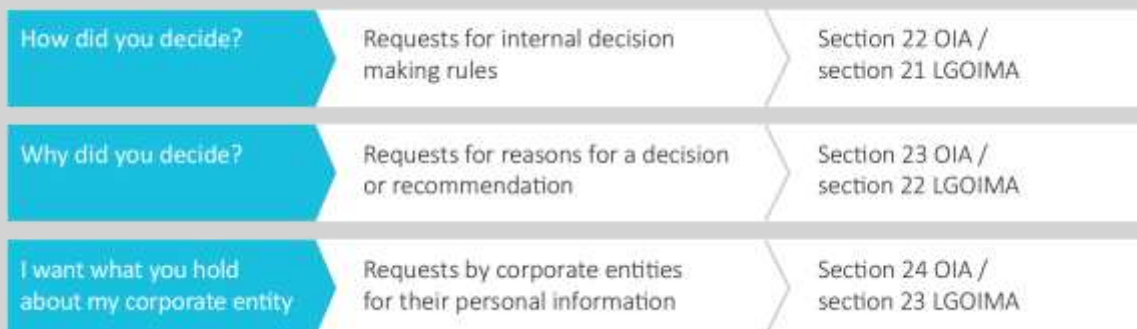 How did you decide?
Requests for internal decision
making rules
Section 22 OIA /
section 21 LGOIMA
Why did you decide?
Requests for reasons for a decision
or recommendation
Section 23 OIA /
section 22 LGOIMA
I want what you hold
about my corporate entity
Requests by corporate entities
for their personal information
Section 24 OIA /
section 23 LGOIMA